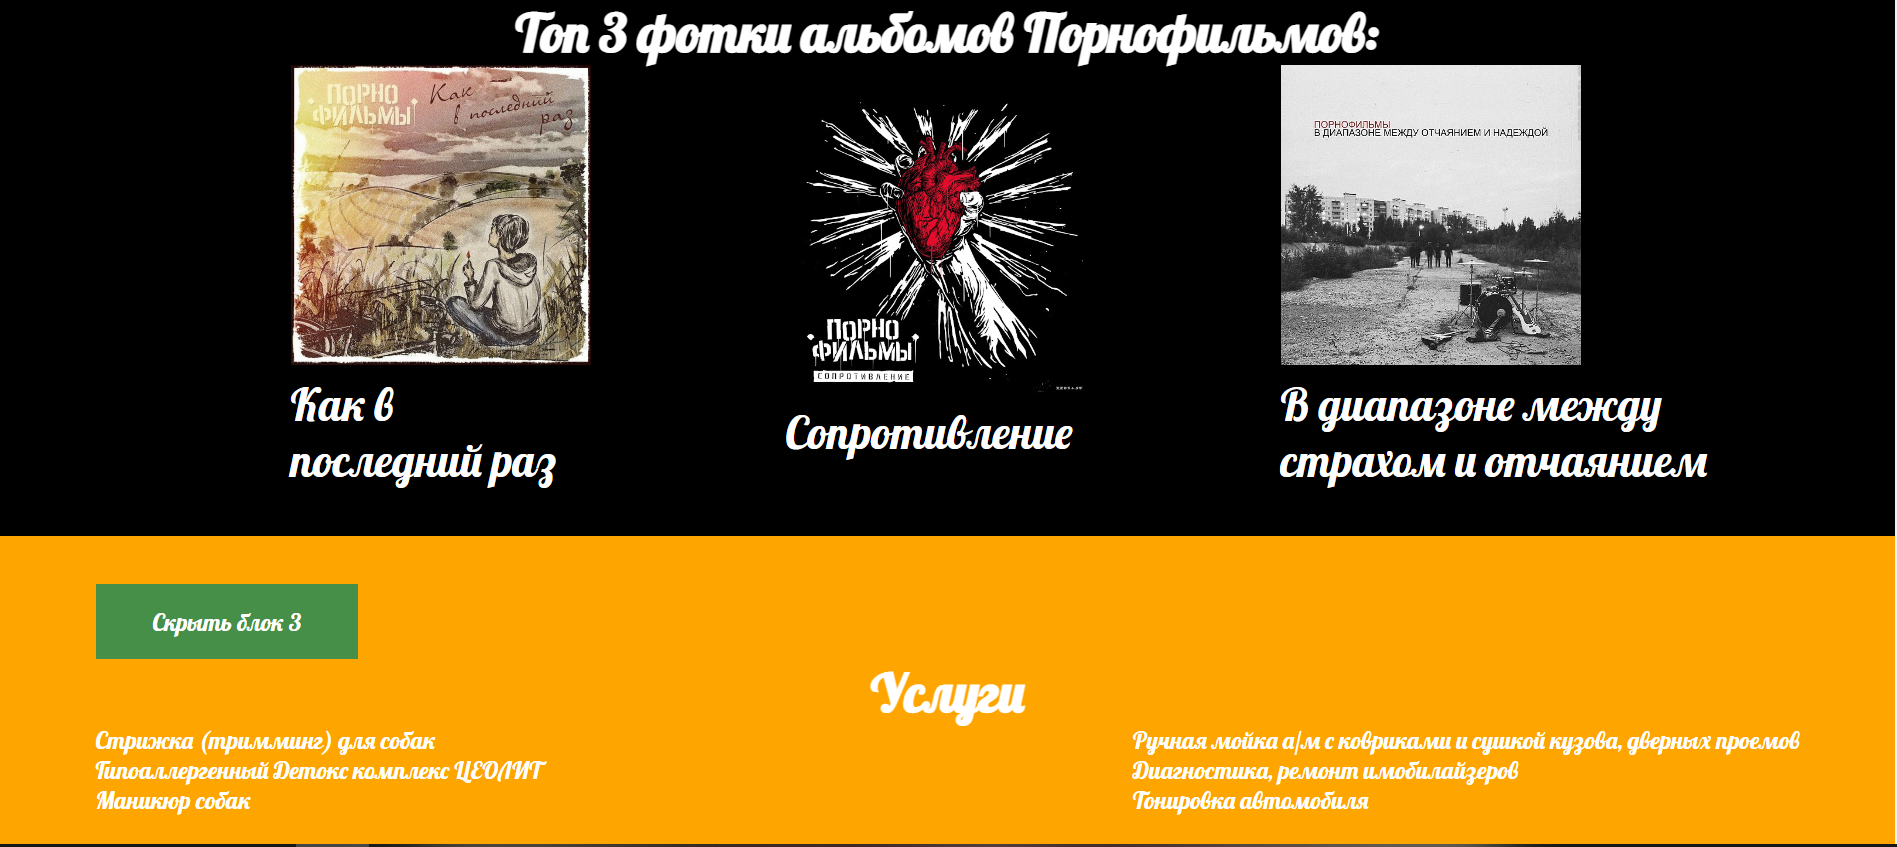 Топ 3 фотки альбомов Порнофильмов:
ПОРНО
ФИЛЬМЫ
Как
в последний
раз
ПОРНО
ФИЛЬМЫ
СОПРОТИВЛЕНИЕ
ПОРНОФИЛЬМЫ
В ДИАПАЗОНЕ МЕЖДУ ОТЧАЯНИЕМ И НАДЕЖДОЙ
Как в
последний раз
Сопротивление
В диапазоне между
страхом и отчаянием
Скрыть блок 3
Услуги
Стрижка (тримминг) для собак
Гипоаллергенный Детокс комплекс ЦЕОЛИТ
Маникюр собак
Ручная мойка а/м с ковриками и сушкой кузова, дверных проемов
Диагностика, ремонт имобилайзеров
Тонировка автомобиля